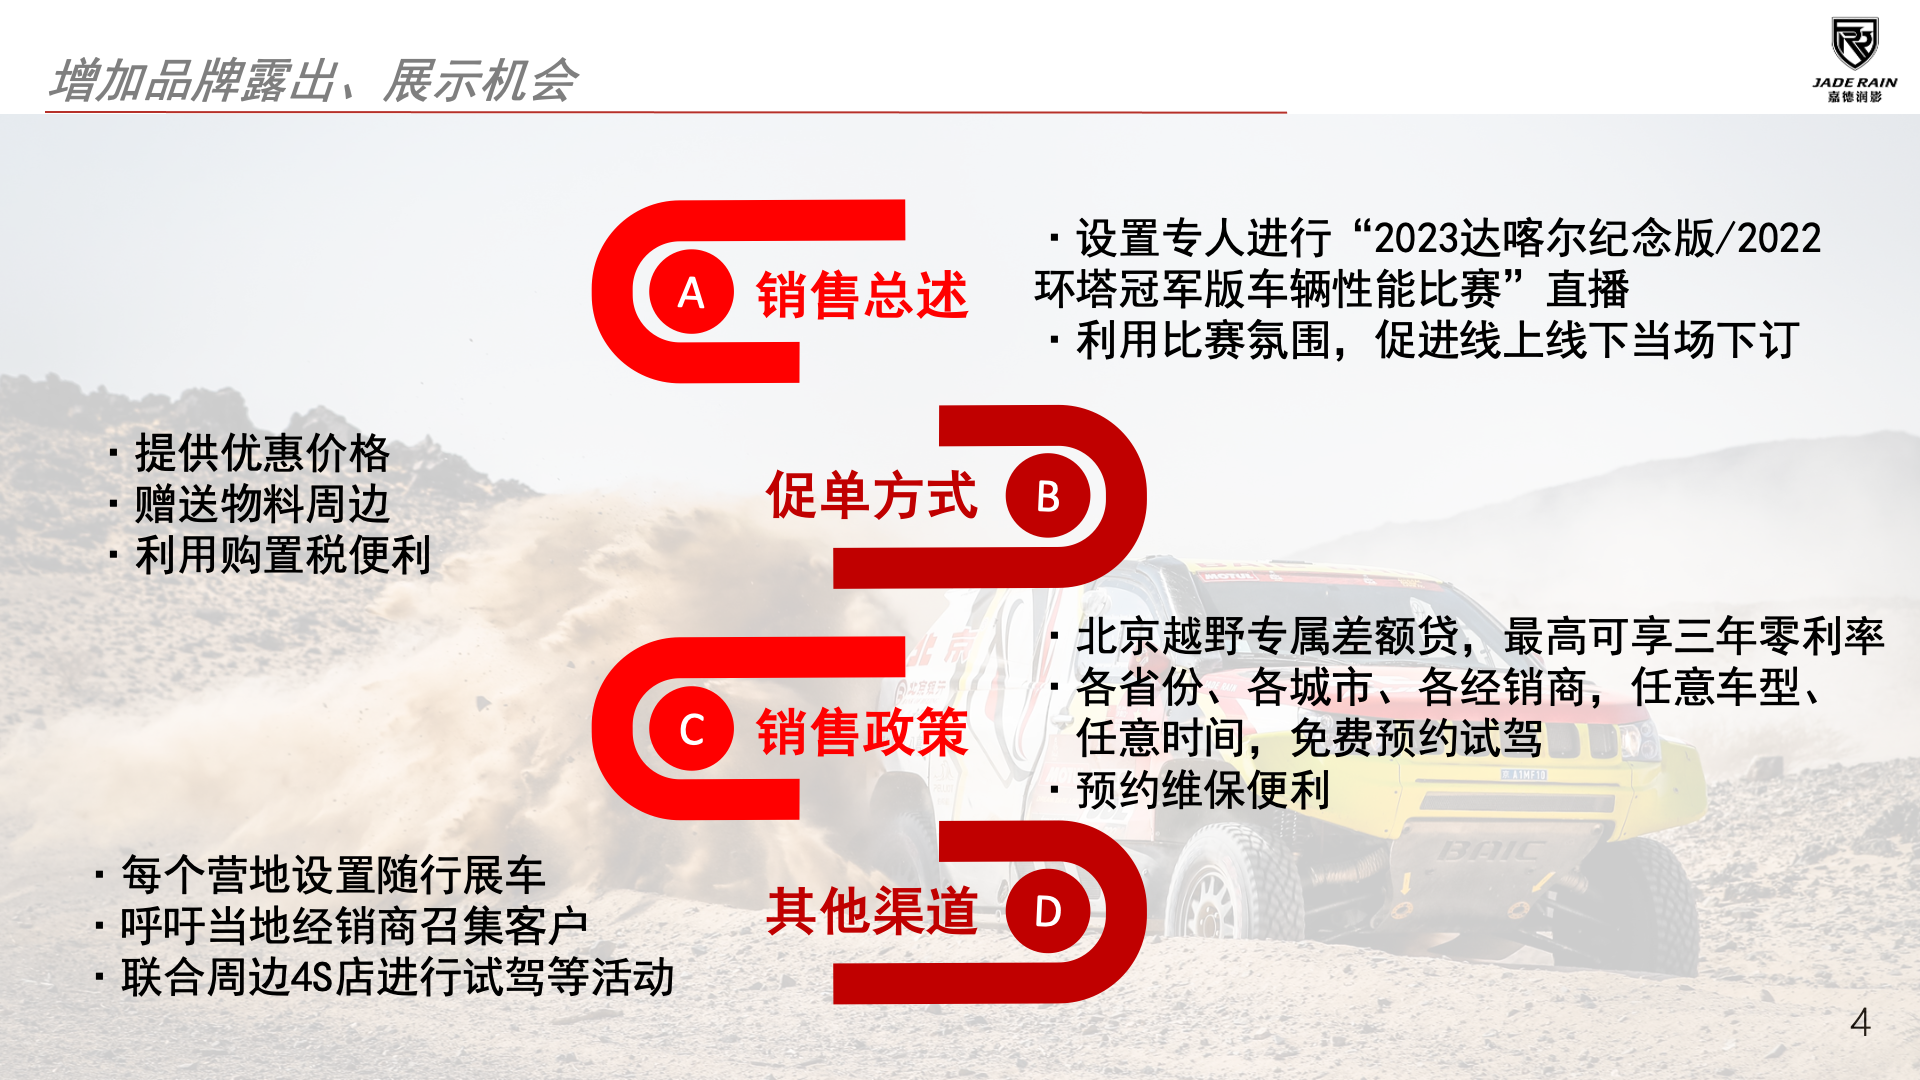 增加品牌露出、展示机会
JADE RAIN
嘉德润影
A
销售总述
·设置专人进行“2023达喀尔纪念版/2022
环塔冠军版车辆性能比赛”直播
·利用比赛氛围，促进线上线下当场下订
·提供优惠价格
·赠送物料周边
·利用购置税便利
促单方式
B
C
销售政策
·北京越野专属差额贷，最高可享三年零利率
·各省份、各城市、各经销商，任意车型、
任意时间，免费预约试驾
·预约维保便利
·每个营地设置随行展车
·呼吁当地经销商召集客户
·联合周边4S店进行试驾等活动
其他渠道
D
MOTUL
北京
A1MF10
BAIC
4